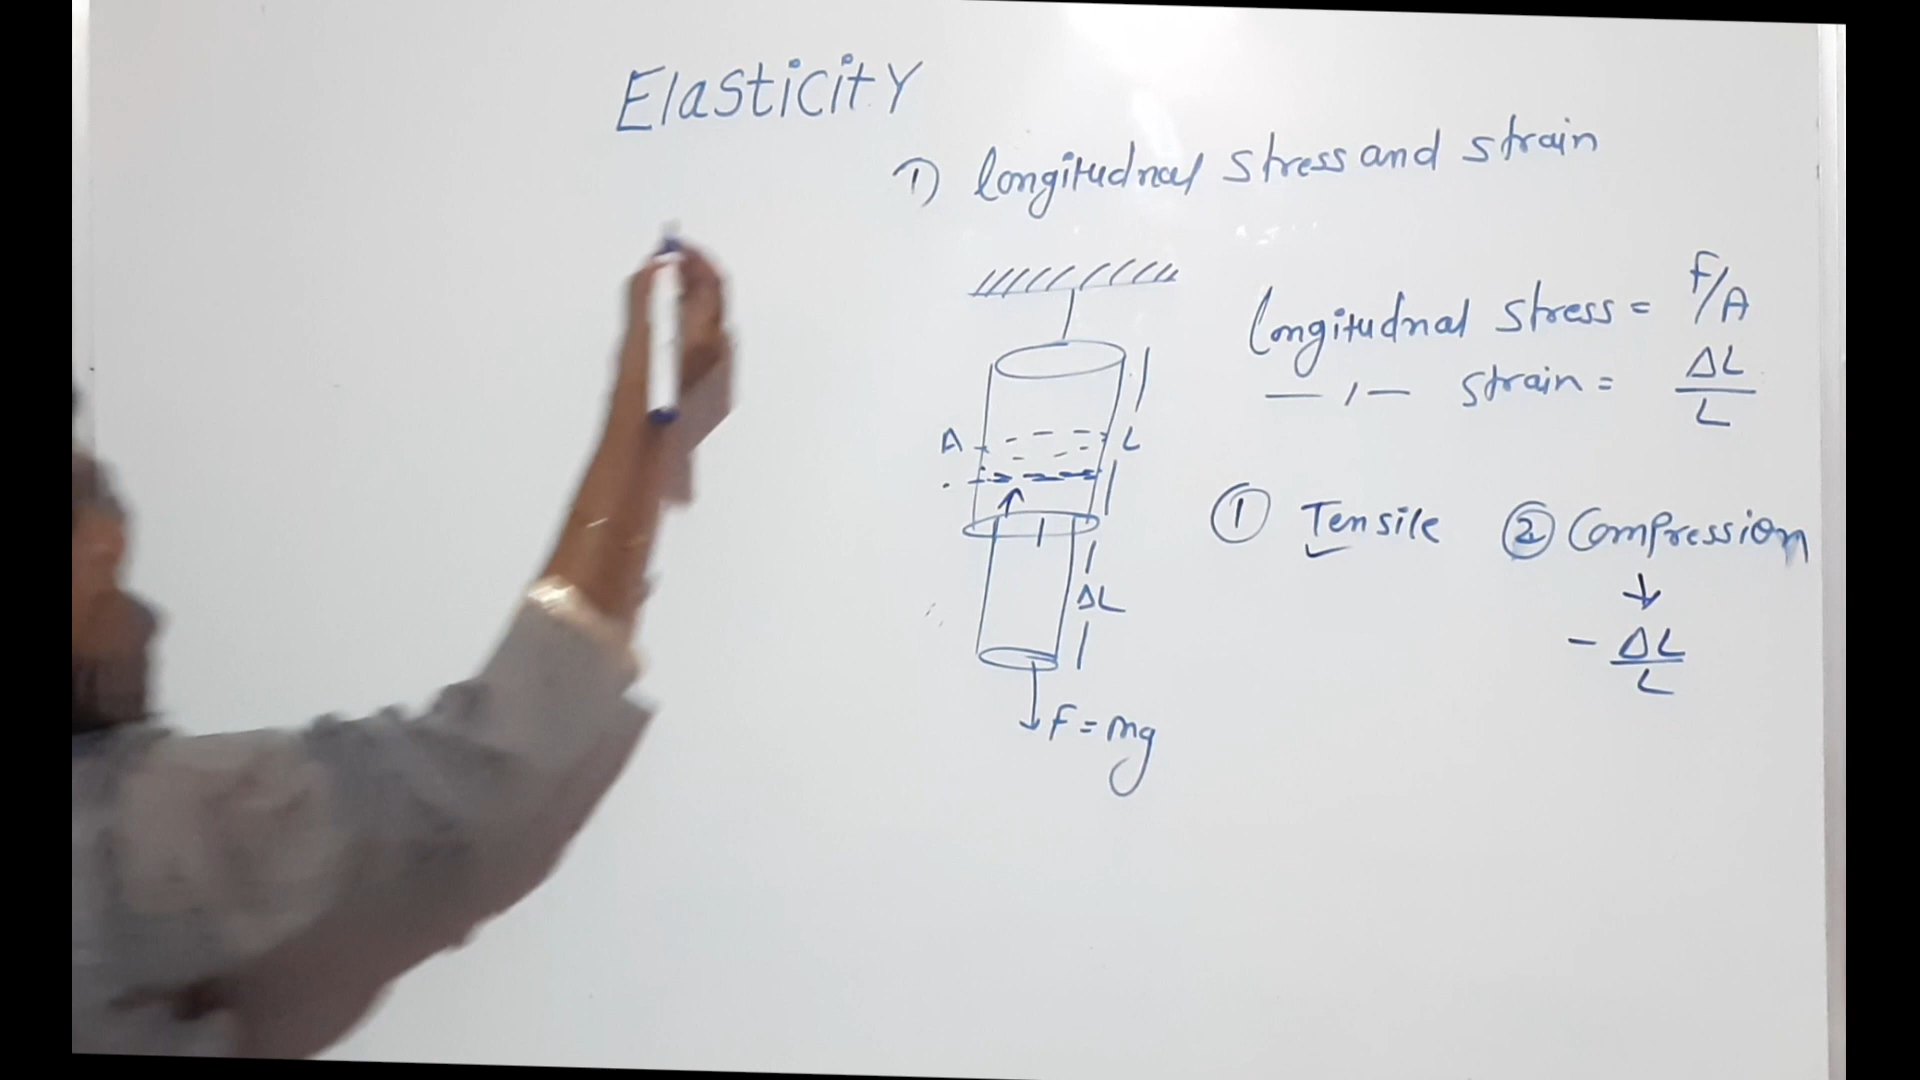 Elasticity
1) longitudnal stress and strain
longitudnal stress = F/A
— 〃 — strain = ΔL/L
A
L
① Tensile ② Compression
↓
ΔL
- ΔL/L
F = mg